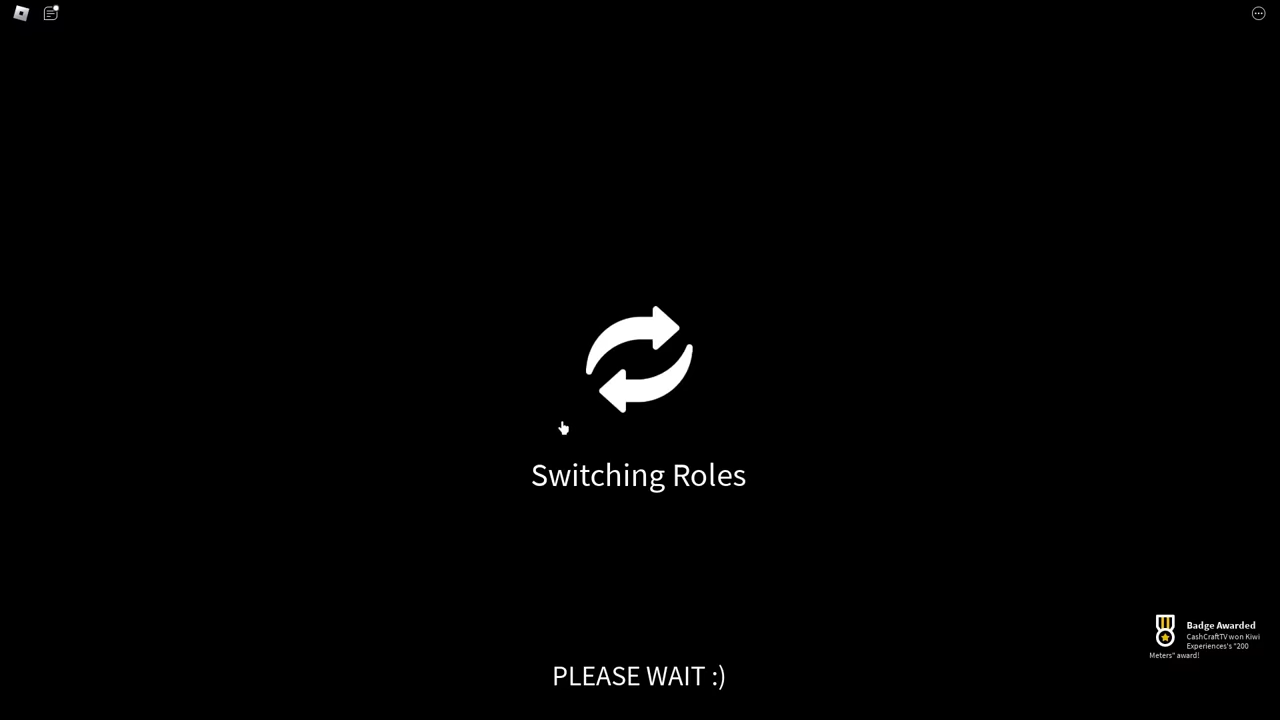 Switching Roles
Badge Awarded
CashCraftTV won Kiwi
Experiences's "200
Meters" award!
PLEASE WAIT :)